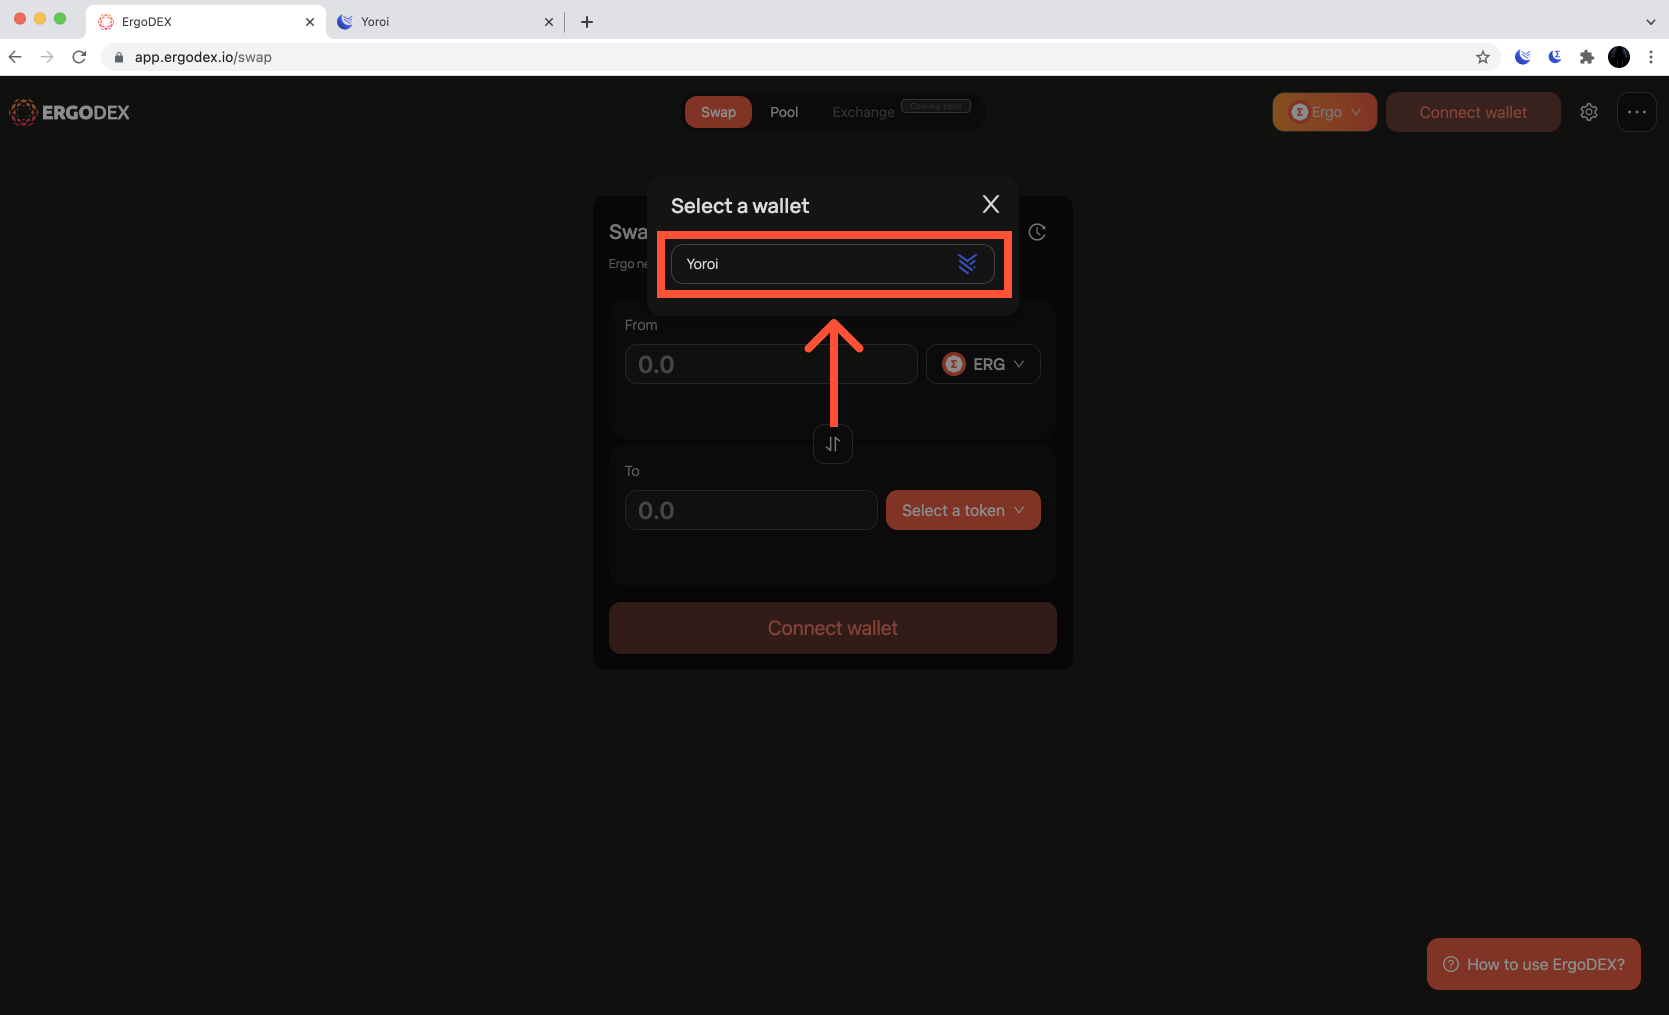 ErgoDEX
Yoroi
app.ergodex.io/swap
ERGODEX
Swap
Pool
Exchange
Coming soon
Ergo
Connect wallet
Select a wallet
Swa
Yoroi
Ergo ne
From
0.0
ERG
To
0.0
Select a token
Connect wallet
How to use ErgoDEX?